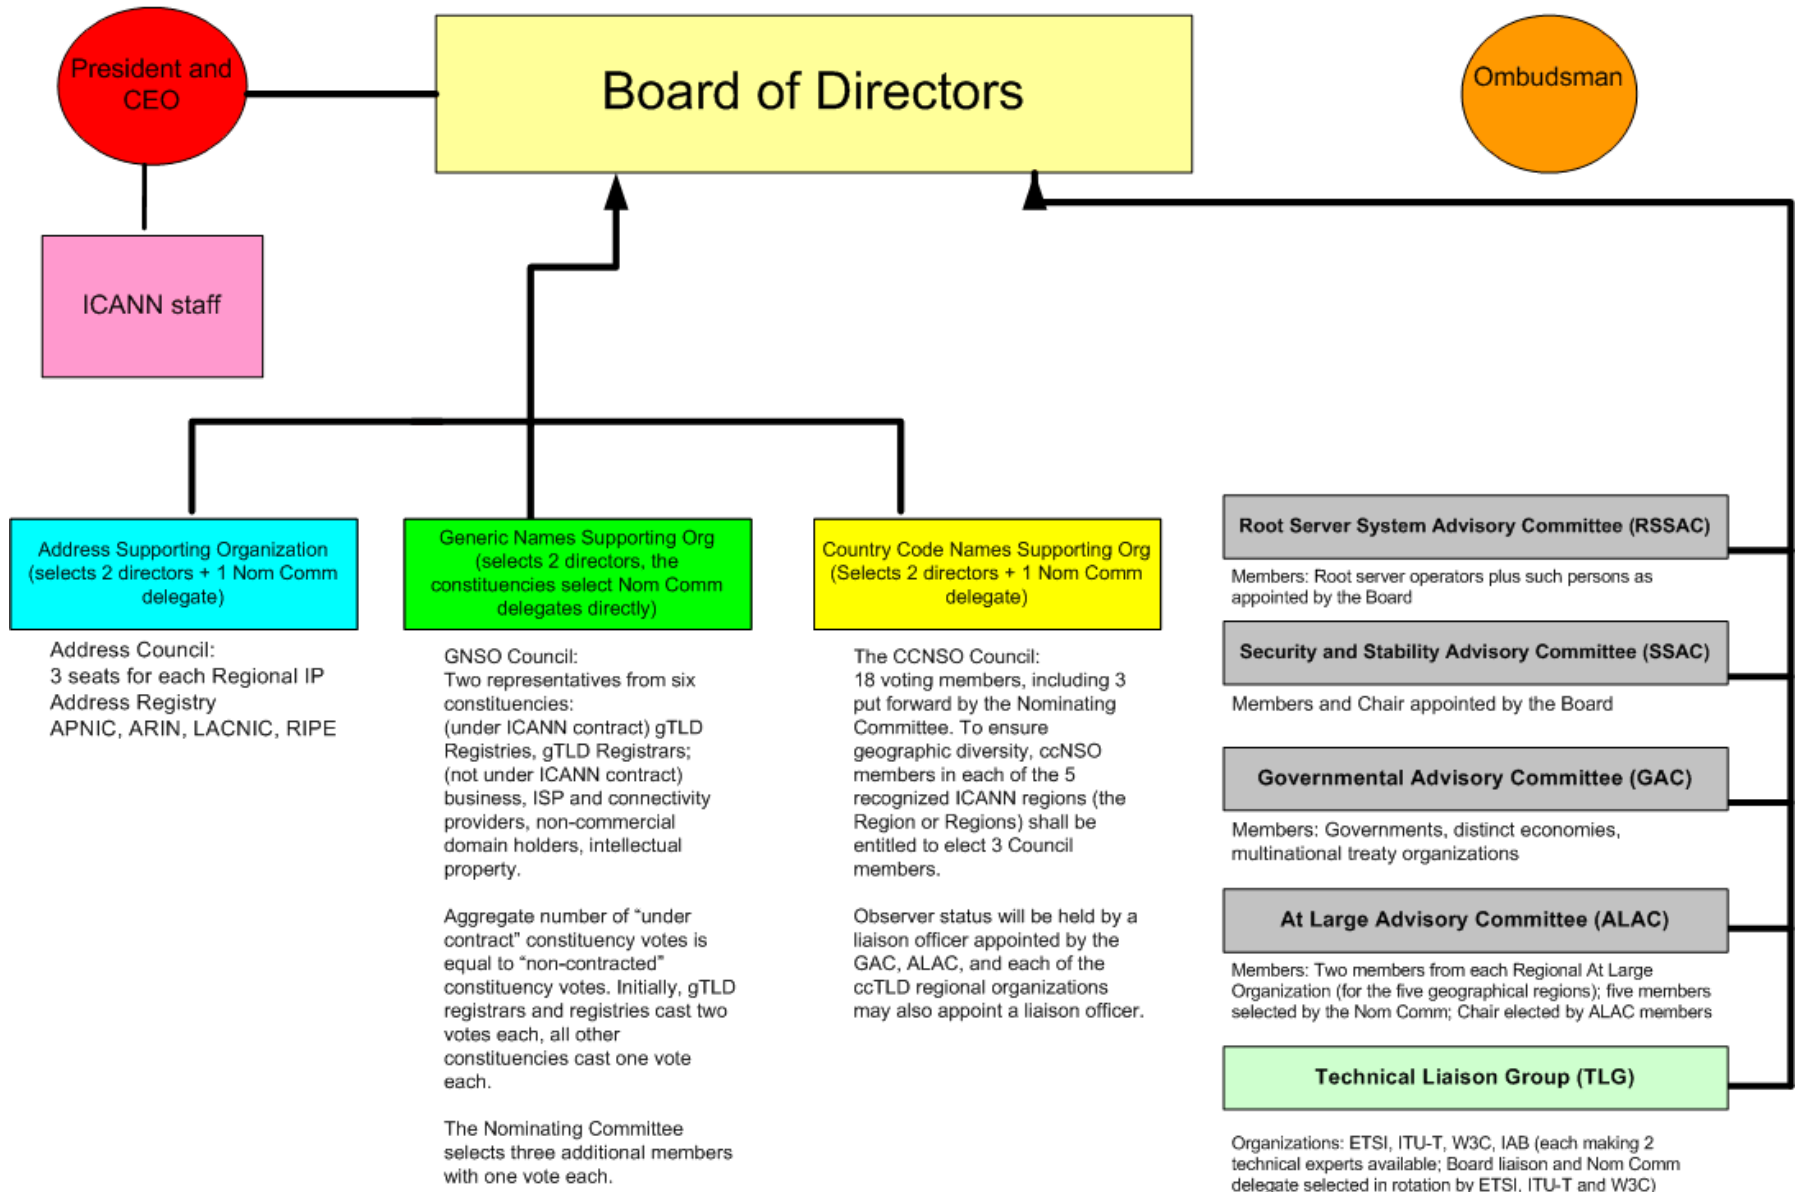 President and
CEO
Board of Directors
Ombudsman
ICANN staff
Address Supporting Organization
(selects 2 directors + 1 Nom Comm
delegate)
Address Council:
3 seats for each Regional IP
Address Registry
APNIC, ARIN, LACNIC, RIPE
Generic Names Supporting Org
(selects 2 directors, the
constituencies select Nom Comm
delegates directly)
GNSO Council:
Two representatives from six
constituencies:
(under ICANN contract) gTLD
Registries, gTLD Registrars;
(not under ICANN contract)
business, ISP and connectivity
providers, non-commercial
domain holders, intellectual
property.
Aggregate number of “under
contract” constituency votes is
equal to “non-contracted”
constituency votes. Initially, gTLD
registrars and registries cast two
votes each, all other
constituencies cast one vote
each.
The Nominating Committee
selects three additional members
with one vote each.
Country Code Names Supporting Org
(Selects 2 directors + 1 Nom Comm
delegate)
The CCNSO Council:
18 voting members, including 3
put forward by the Nominating
Committee. To ensure
geographic diversity, ccNSO
members in each of the 5
recognized ICANN regions (the
Region or Regions) shall be
entitled to elect 3 Council
members.
Observer status will be held by a
liaison officer appointed by the
GAC, ALAC, and each of the
ccTLD regional organizations
may also appoint a liaison officer.
Root Server System Advisory Committee (RSSAC)
Members: Root server operators plus such persons as
appointed by the Board
Security and Stability Advisory Committee (SSAC)
Members and Chair appointed by the Board
Governmental Advisory Committee (GAC)
Members: Governments, distinct economies,
multinational treaty organizations
At Large Advisory Committee (ALAC)
Members: Two members from each Regional At Large
Organization (for the five geographical regions); five members
selected by the Nom Comm; Chair elected by ALAC members
Technical Liaison Group (TLG)
Organizations: ETSI, ITU-T, W3C, IAB (each making 2
technical experts available; Board liaison and Nom Comm
delegate selected in rotation by ETSI, ITU-T and W3C)